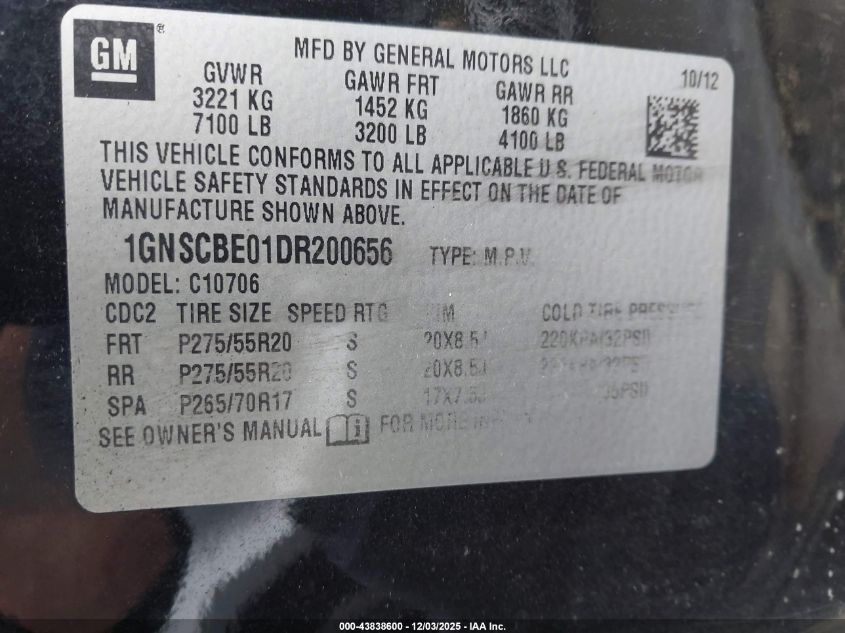 GM®
MFD BY GENERAL MOTORS LLC
GVWR GAWR FRT GAWR RR 10/12
3221 KG 1452 KG 1860 KG
7100 LB 3200 LB 4100 LB
THIS VEHICLE CONFORMS TO ALL APPLICABLE U.S. FEDERAL MOTOR
VEHICLE SAFETY STANDARDS IN EFFECT ON THE DATE OF
MANUFACTURE SHOWN ABOVE.
1GNSCBE01DR200656 TYPE: M.P.V.
MODEL: C10706
CDC2 TIRE SIZE SPEED RTG COLD TIRE PRESSURE
FRT P275/55R20 S 20X8.5J 220KPA(32PSI)
RR P275/55R20 S 20X8.5J
SPA P265/70R17 S
SEE OWNER'S MANUAL FOR MORE
000-43838600 - 12/03/2025 - IAA Inc.